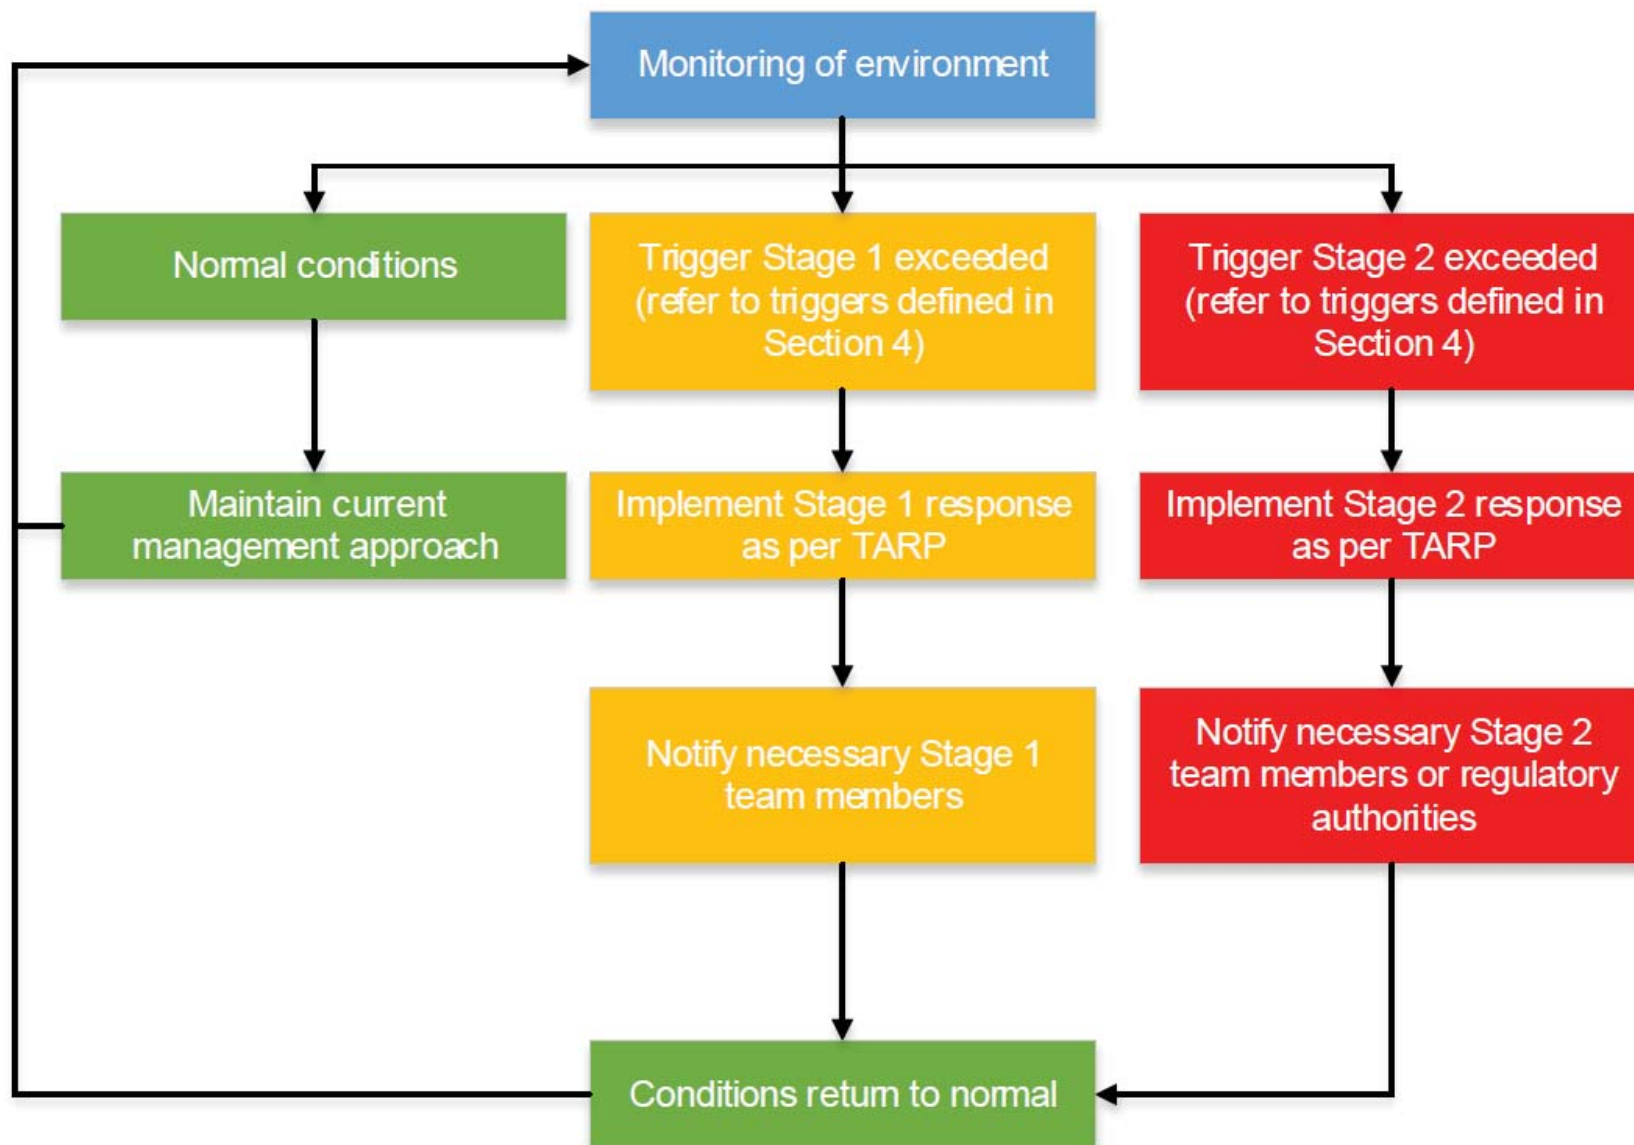 Monitoring of environment
Normal conditions
Trigger Stage 1 exceeded
(refer to triggers defined in
Section 4)
Trigger Stage 2 exceeded
(refer to triggers defined in
Section 4)
Maintain current
management approach
Implement Stage 1 response
as per TARP
Implement Stage 2 response
as per TARP
Notify necessary Stage 1
team members
Notify necessary Stage 2
team members or regulatory
authorities
Conditions return to normal